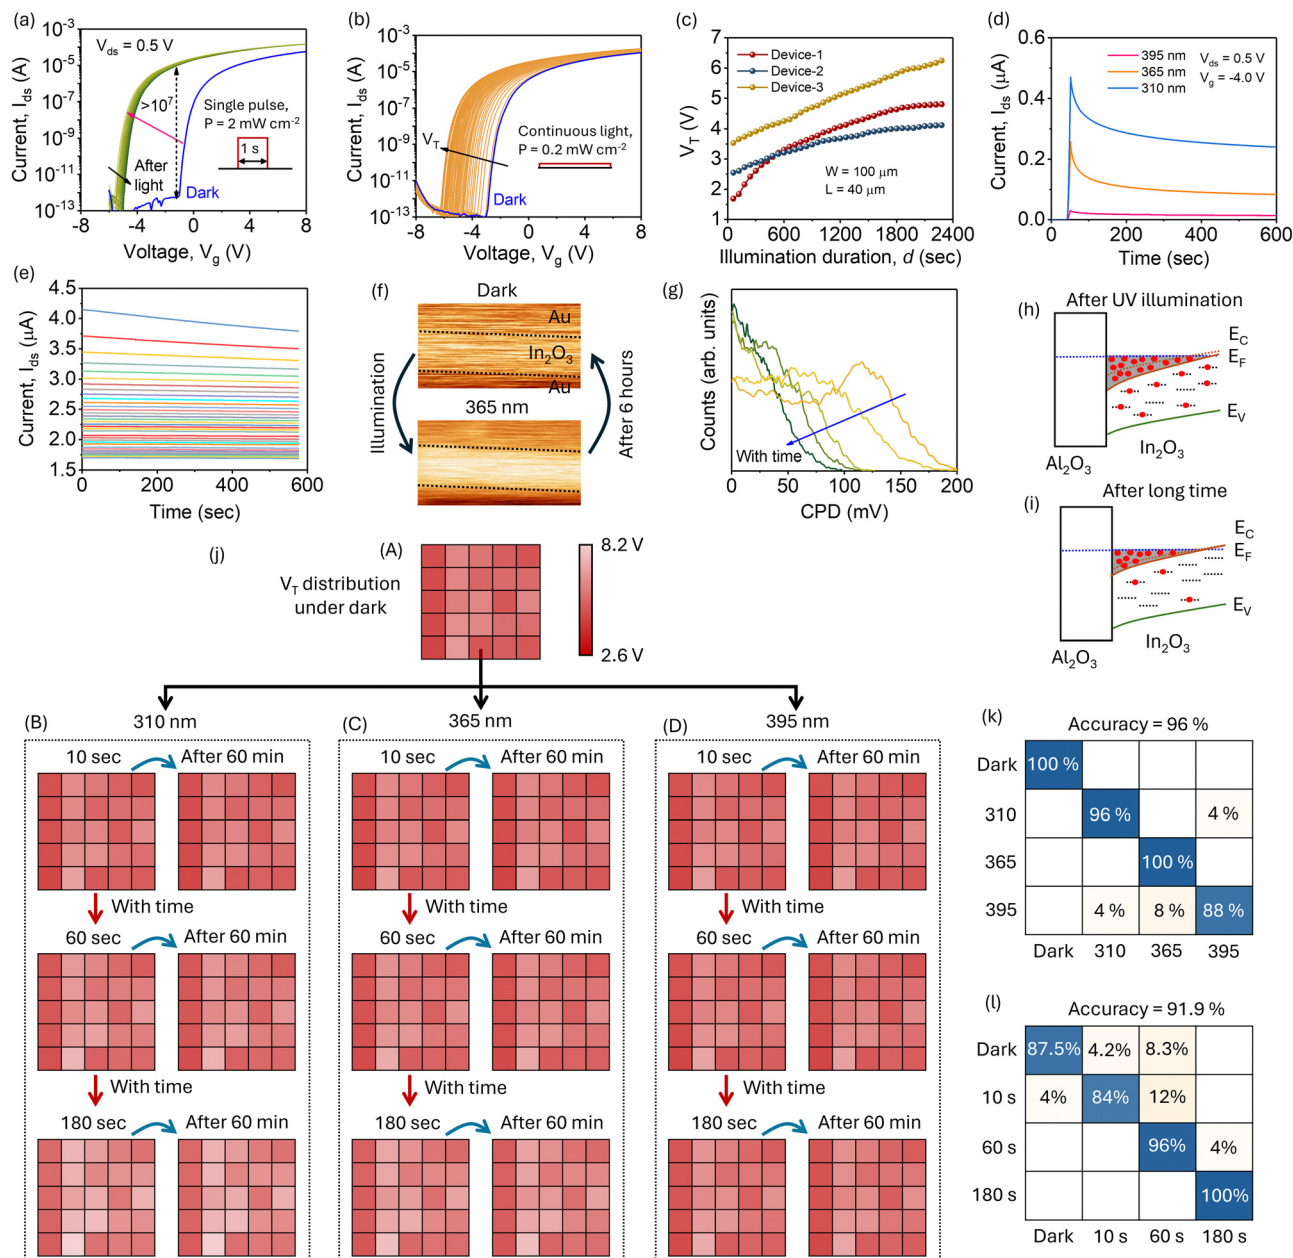 (a)
10⁻³
10⁻⁵
10⁻⁷
10⁻⁹
10⁻¹¹
10⁻¹³
Current, I_ds (A)
V_ds = 0.5 V
>10⁷
Single pulse,
P = 2 mW cm⁻²
1 s
After
light
Dark
-8 -4 0 4 8
Voltage, V_g (V)
(b)
10⁻³
10⁻⁵
10⁻⁷
10⁻⁹
10⁻¹¹
10⁻¹³
Current, I_ds (A)
V_T
Continuous light,
P = 0.2 mW cm⁻²
Dark
-8 -4 0 4 8
Voltage, V_g (V)
(c)
7
6
5
4
3
2
1
V_T (V)
Device-1
Device-2
Device-3
W = 100 μm
L = 40 μm
0 600 1200 1800 2400
Illumination duration, d (sec)
(d)
0.6
0.4
0.2
0.0
Current, I_ds (μA)
395 nm
365 nm
310 nm
V_ds = 0.5 V
V_g = -4.0 V
0 200 400 600
Time (sec)
(e)
4.5
4.0
3.5
3.0
2.5
2.0
1.5
Current, I_ds (μA)
0 200 400 600
Time (sec)
(f)
Dark
Au
In₂O₃
Au
365 nm
Illumination
After 6 hours
(g)
Counts (arb. units)
With time
0 50 100 150 200
CPD (mV)
(h)
After UV illumination
E_C
E_F
E_V
In₂O₃
Al₂O₃
(i)
After long time
E_C
E_F
E_V
In₂O₃
Al₂O₃
(j)
(A)
V_T distribution
under dark
8.2 V
2.6 V
(B)
310 nm
10 sec
After 60 min
With time
60 sec
After 60 min
With time
180 sec
After 60 min
(C)
365 nm
10 sec
After 60 min
With time
60 sec
After 60 min
With time
180 sec
After 60 min
(D)
395 nm
10 sec
After 60 min
With time
60 sec
After 60 min
With time
180 sec
After 60 min
(k)
Accuracy = 96 %
Dark 100 %
310 96 % 4 %
365 100 %
395 4 % 8 % 88 %
Dark 310 365 395
(l)
Accuracy = 91.9 %
Dark 87.5% 4.2% 8.3%
10 s 4% 84% 12%
60 s 96% 4%
180 s 100%
Dark 10 s 60 s 180 s